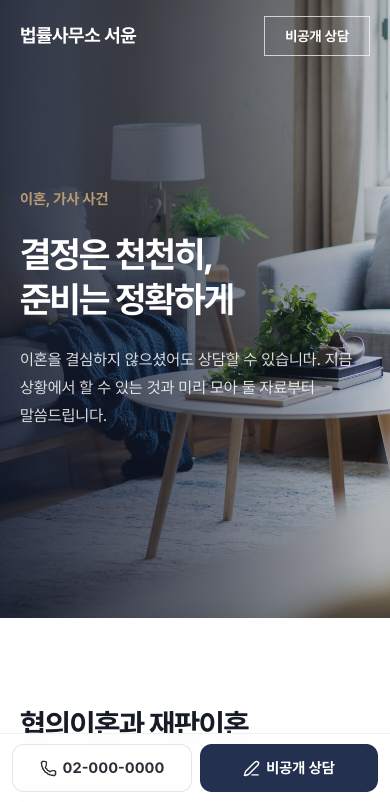 법률사무소 서윤
비공개 상담
이혼, 가사 사건
결정은 천천히,
준비는 정확하게
이혼을 결심하지 않으셨어도 상담할 수 있습니다. 지금
상황에서 할 수 있는 것과 미리 모아 둘 자료부터
말씀드립니다.
협의이혼과 재판이혼
02-000-0000
비공개 상담